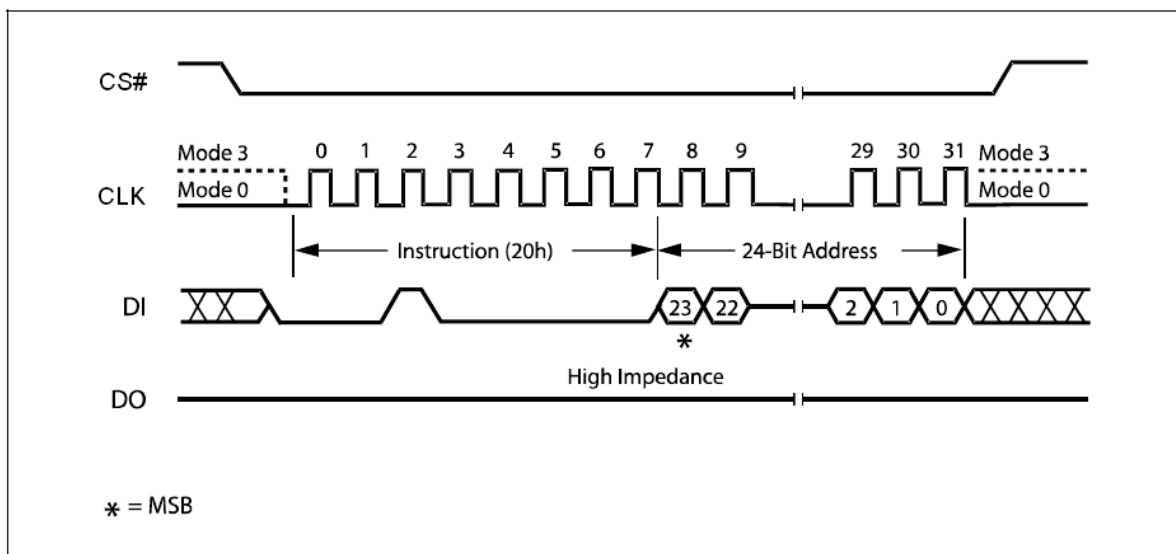 CS#
Mode 3 0 1 2 3 4 5 6 7 8 9 29 30 31 Mode 3
CLK Mode 0 Mode 0
Instruction (20h) 24-Bit Address
DI 23 22 2 1 0
*
High Impedance
DO
* = MSB